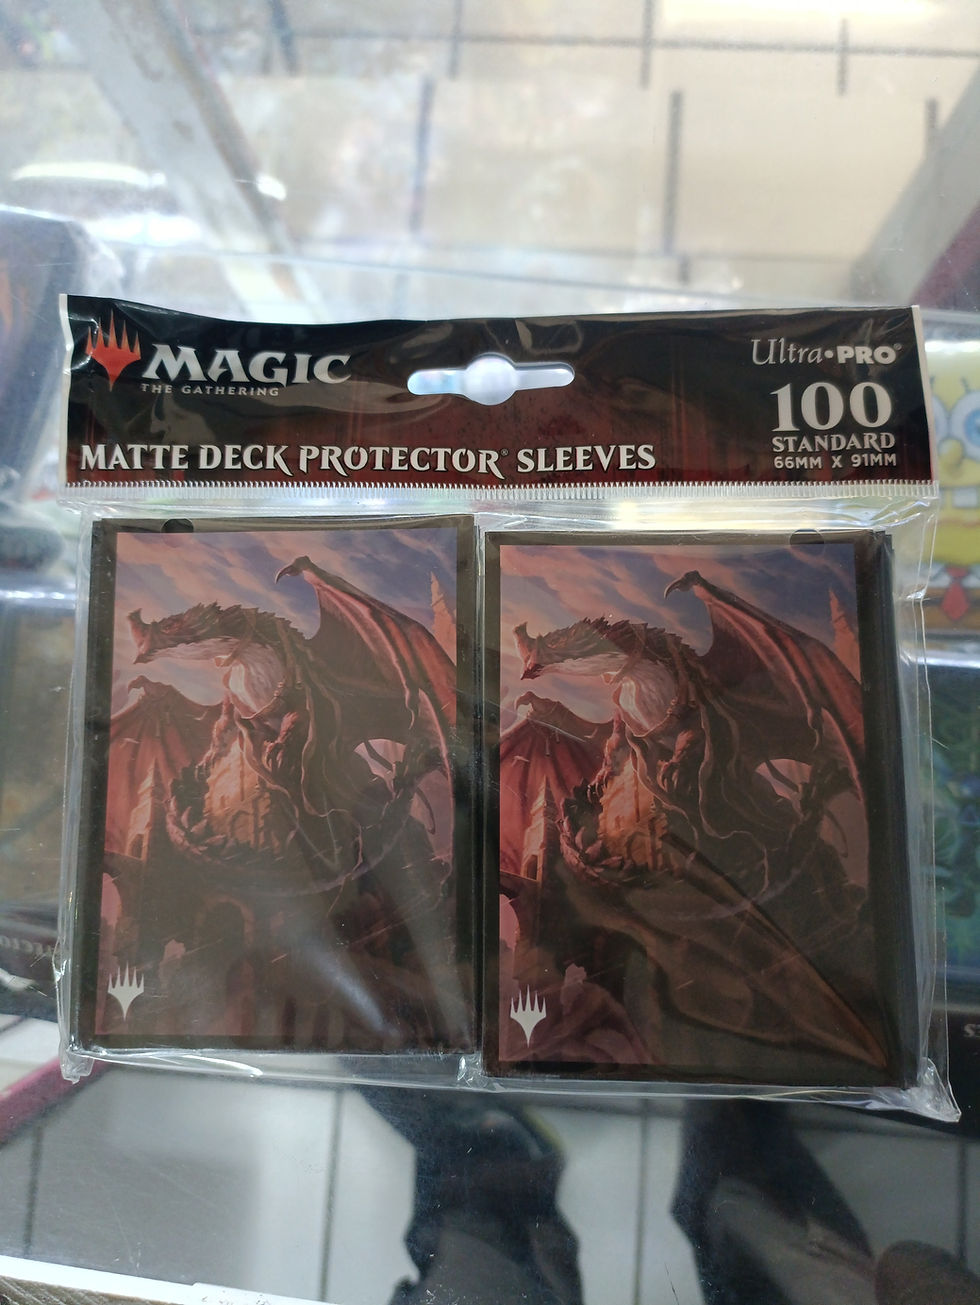 MAGIC
THE GATHERING
MATTE DECK PROTECTOR® SLEEVES
Ultra•PRO®
100
STANDARD
66MM X 91MM